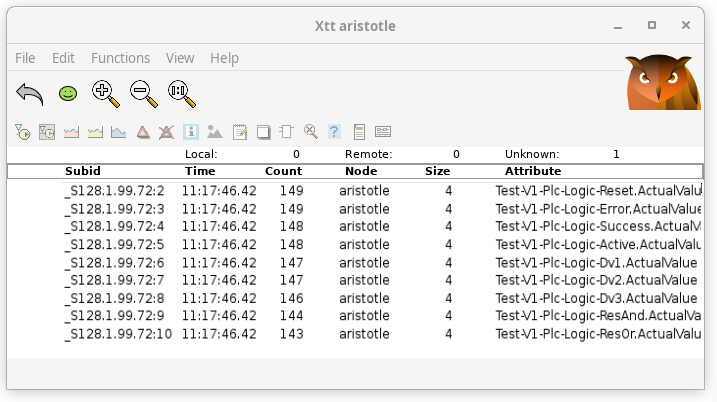 Xtt aristotle
File Edit Functions View Help
Local: 0 Remote: 0 Unknown: 1
Subid Time Count Node Size Attribute
_S128.1.99.72:2 11:17:46.42 149 aristotle 4 Test-V1-Plc-Logic-Reset.ActualValu
_S128.1.99.72:3 11:17:46.42 149 aristotle 4 Test-V1-Plc-Logic-Error.ActualValue
_S128.1.99.72:4 11:17:46.42 148 aristotle 4 Test-V1-Plc-Logic-Success.ActualV
_S128.1.99.72:5 11:17:46.42 148 aristotle 4 Test-V1-Plc-Logic-Active.ActualValu
_S128.1.99.72:6 11:17:46.42 147 aristotle 4 Test-V1-Plc-Logic-Dv1.ActualValue
_S128.1.99.72:7 11:17:46.42 147 aristotle 4 Test-V1-Plc-Logic-Dv2.ActualValue
_S128.1.99.72:8 11:17:46.42 146 aristotle 4 Test-V1-Plc-Logic-Dv3.ActualValue
_S128.1.99.72:9 11:17:46.42 144 aristotle 4 Test-V1-Plc-Logic-ResAnd.ActualVa
_S128.1.99.72:10 11:17:46.42 143 aristotle 4 Test-V1-Plc-Logic-ResOr.ActualValu